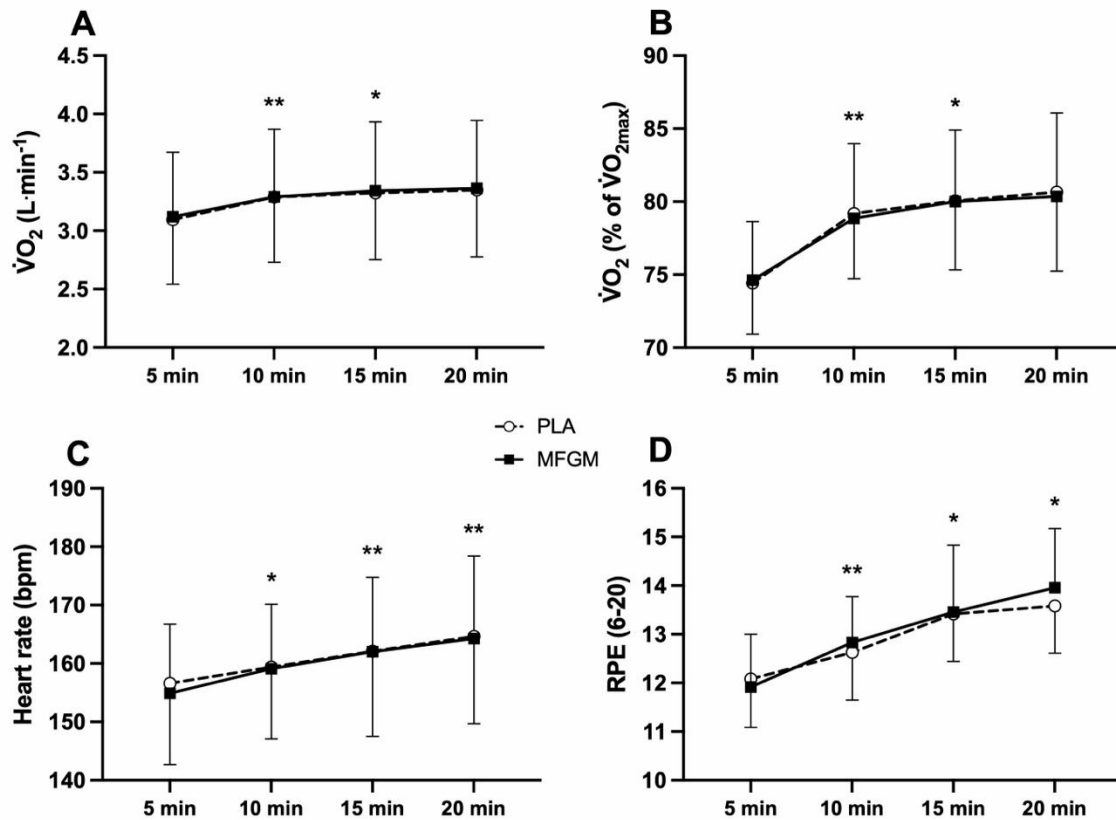 A
4.5
4.0
3.5
3.0
2.5
2.0
V̇O₂ (L·min⁻¹)
**
*
5 min 10 min 15 min 20 min
B
90
85
80
75
70
V̇O₂ (% of V̇O₂max)
**
*
5 min 10 min 15 min 20 min
PLA
MFGM
C
190
180
170
160
150
140
Heart rate (bpm)
*
**
**
5 min 10 min 15 min 20 min
D
16
15
14
13
12
11
10
RPE (6-20)
**
*
*
5 min 10 min 15 min 20 min